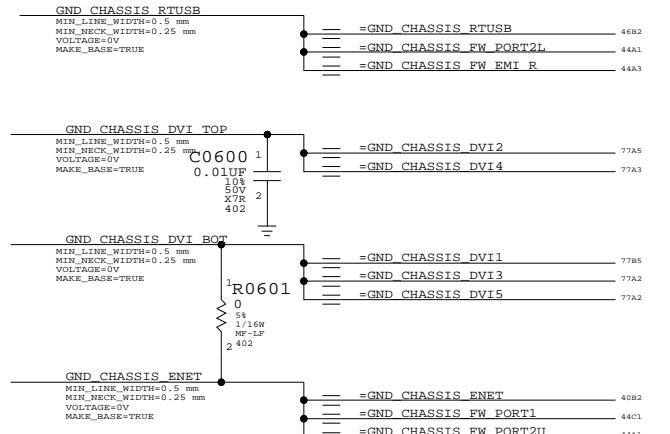 GND_CHASSIS_RTUSB
MIN_LINE_WIDTH=0.5 mm
MIN_NECK_WIDTH=0.25 mm
VOLTAGE=0V
MAKE_BASE=TRUE
=GND_CHASSIS_RTUSB 46B2
=GND_CHASSIS_FW_PORT2L 44A1
=GND_CHASSIS_FW_EMI_R 44A3
GND_CHASSIS_DVI_TOP
MIN_LINE_WIDTH=0.5 mm
MIN_NECK_WIDTH=0.25 mm
VOLTAGE=0V
MAKE_BASE=TRUE
C0600 1
0.01UF
10%
50V
X7R 2
402
=GND_CHASSIS_DVI2 77A5
=GND_CHASSIS_DVI4 77A3
GND_CHASSIS_DVI_BOT
MIN_LINE_WIDTH=0.5 mm
MIN_NECK_WIDTH=0.25 mm
VOLTAGE=0V
MAKE_BASE=TRUE
=GND_CHASSIS_DVI1 77B5
=GND_CHASSIS_DVI3 77A2
=GND_CHASSIS_DVI5 77A2
1
R0601
0
5%
1/16W
MF-LF
2 402
GND_CHASSIS_ENET
MIN_LINE_WIDTH=0.5 mm
MIN_NECK_WIDTH=0.25 mm
VOLTAGE=0V
MAKE_BASE=TRUE
=GND_CHASSIS_ENET 40B2
=GND_CHASSIS_FW_PORT1 44C1
=GND_CHASSIS_FW_PORT2U